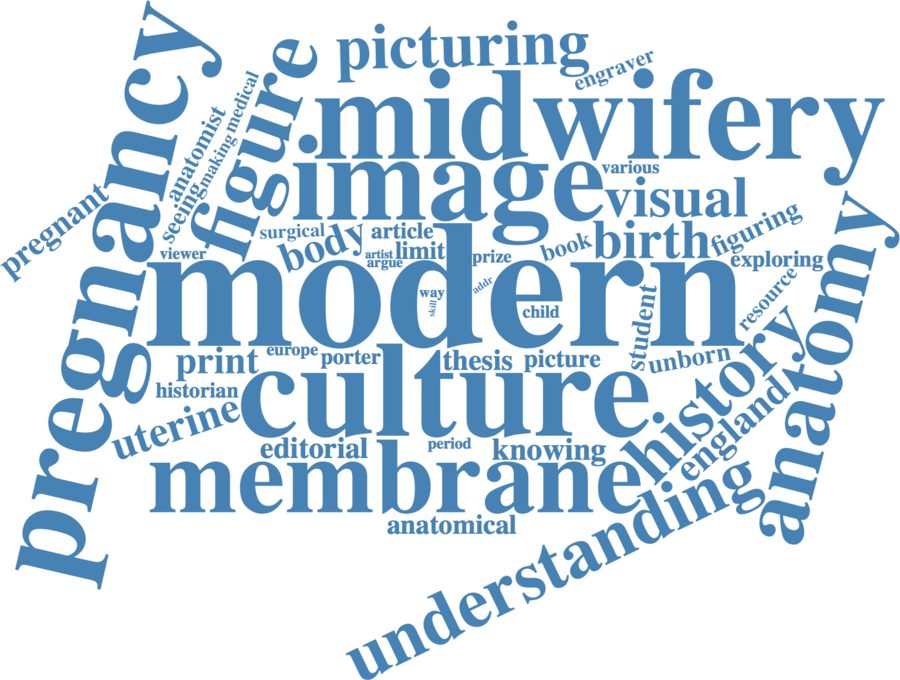 picturing
engraver
midwifery
pregnancy
figure
medical
making
anatomist
seeing
image
various
visual
pregnant
surgical
body
article
viewer
artist
limit
argue
prize
book
birth
figuring
exploring
modern
way
skill
addr
child
student
resource
anatomy
print
europe
porter
thesis
picture
unborn
history
historian
culture
uterine
england
editorial
period
knowing
membrane
anatomical
understanding